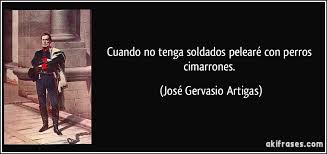 Cuando no tenga soldados pelearé con perros
cimarrones.
(José Gervasio Artigas)
akifrases.com